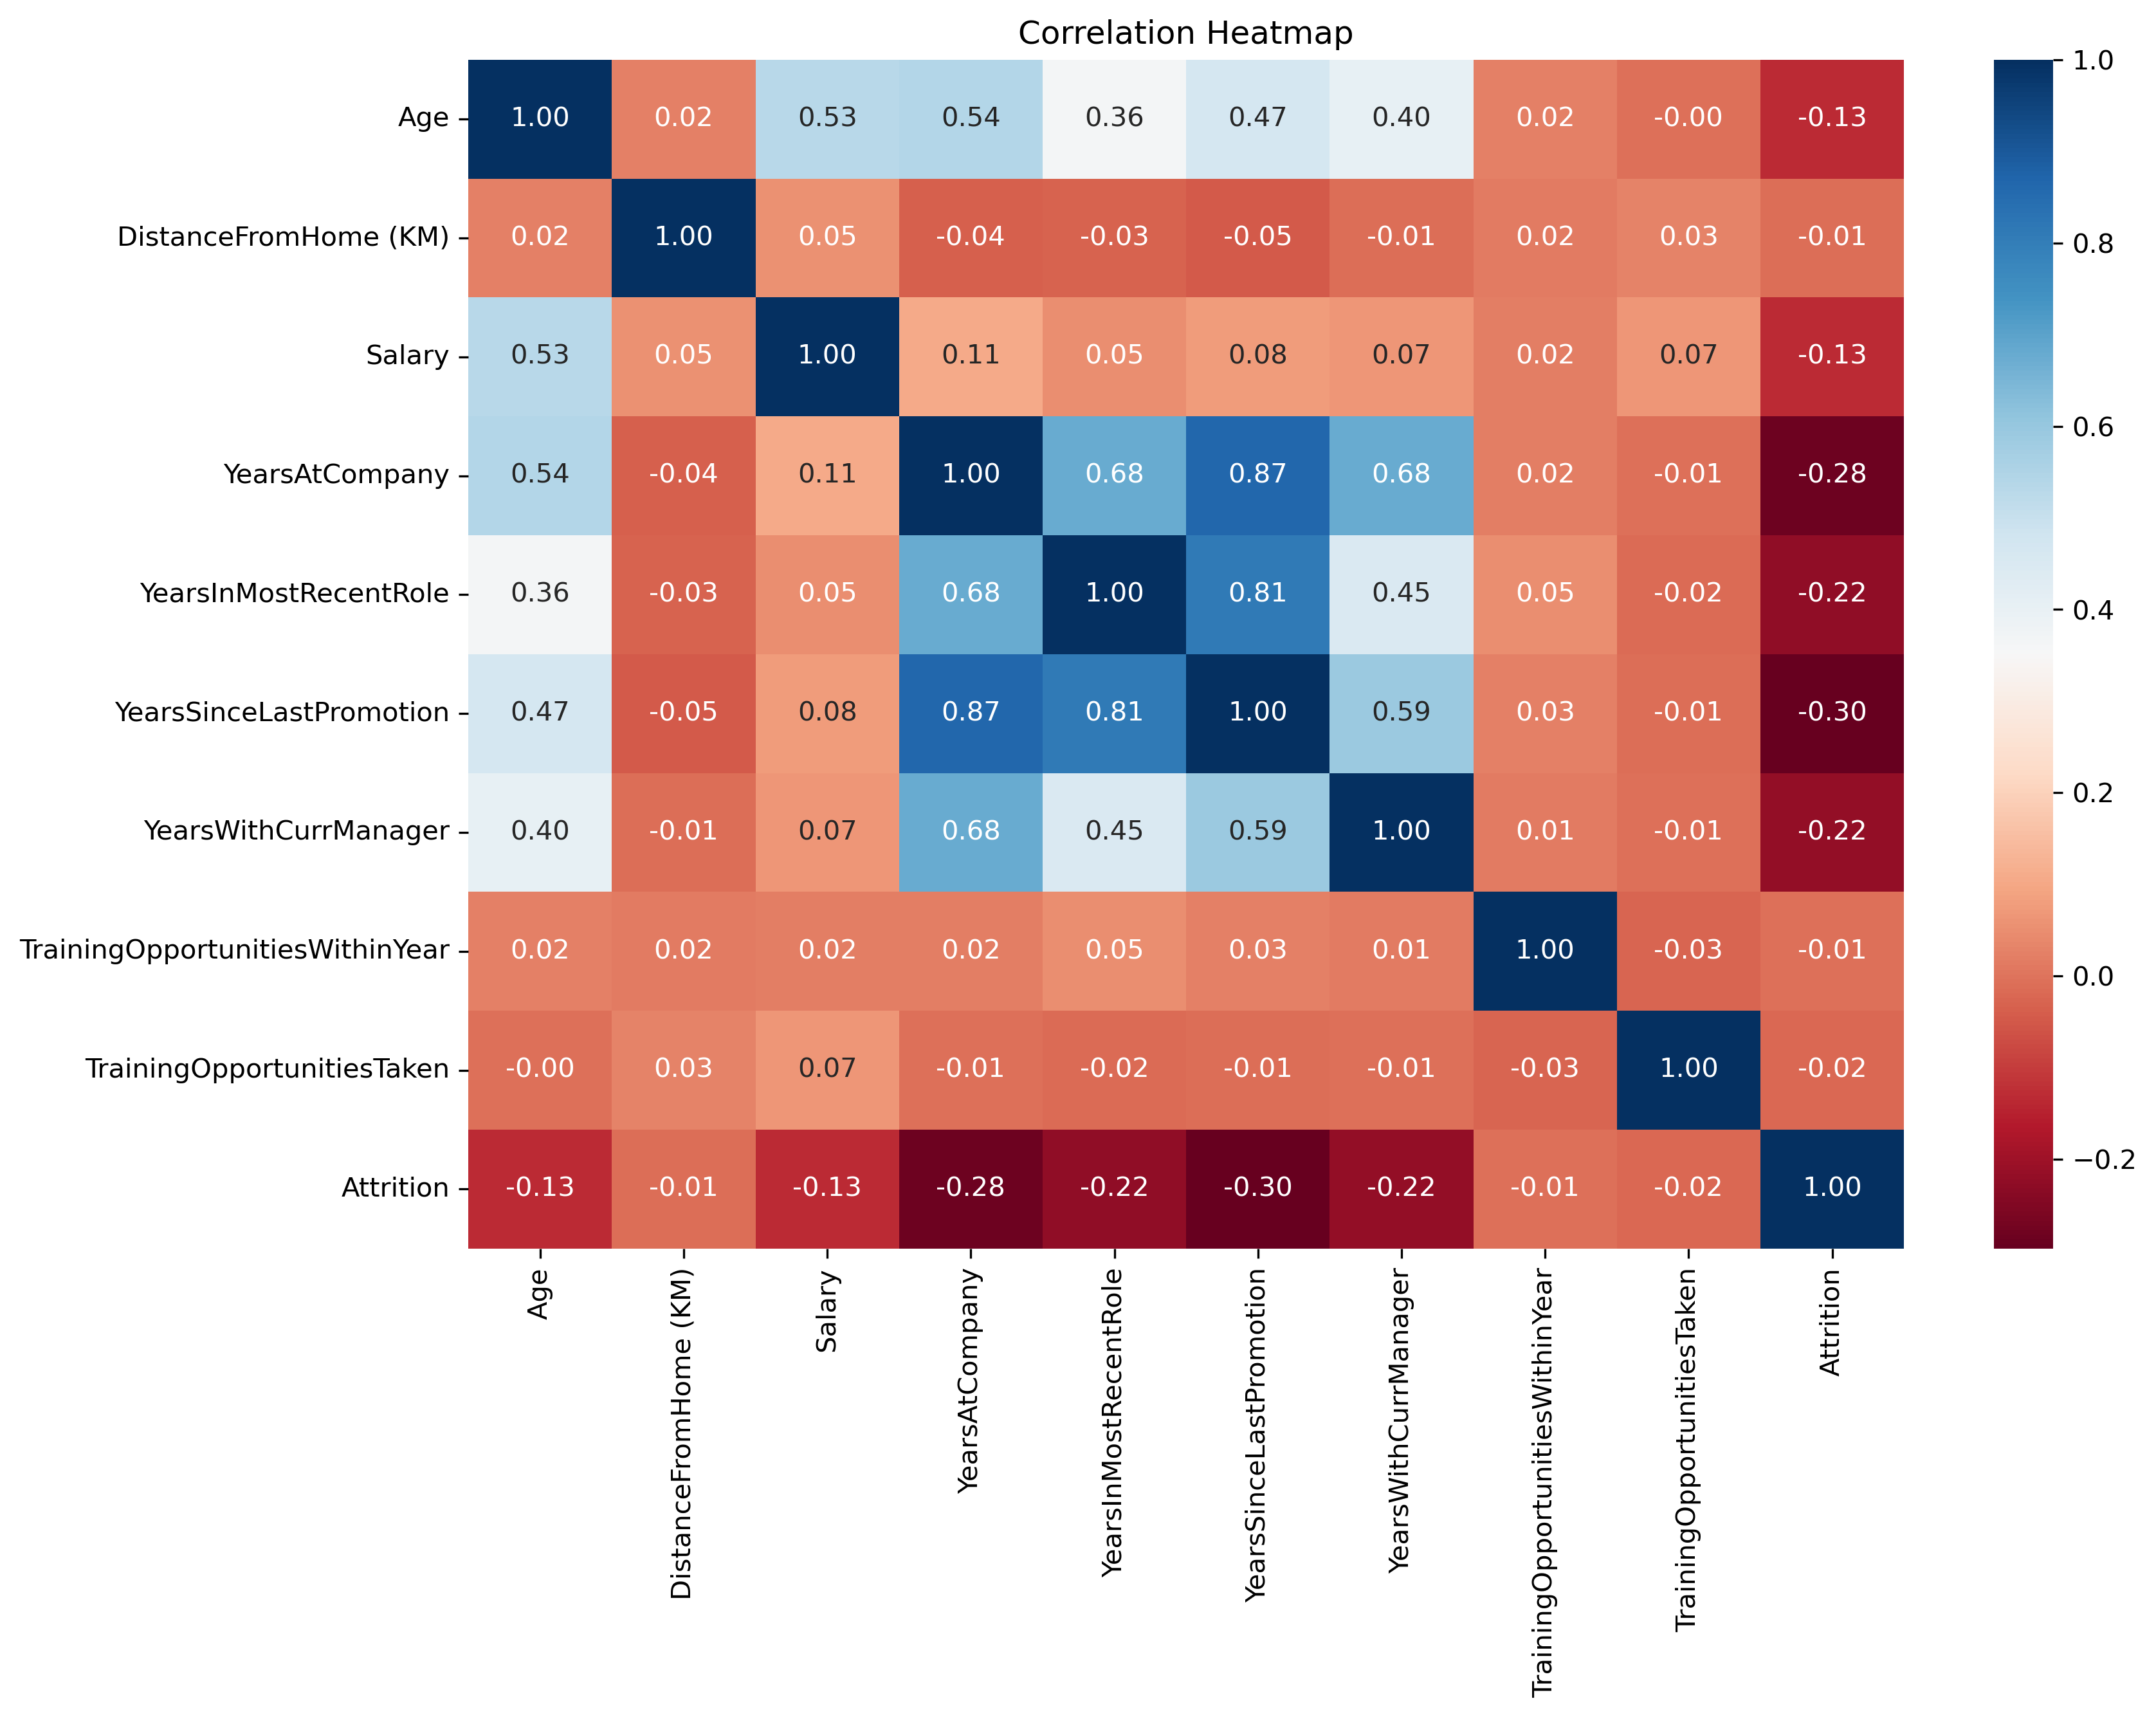 Correlation Heatmap
Age 1.00 0.02 0.53 0.54 0.36 0.47 0.40 0.02 -0.00 -0.13
DistanceFromHome (KM) 0.02 1.00 0.05 -0.04 -0.03 -0.05 -0.01 0.02 0.03 -0.01
Salary 0.53 0.05 1.00 0.11 0.05 0.08 0.07 0.02 0.07 -0.13
YearsAtCompany 0.54 -0.04 0.11 1.00 0.68 0.87 0.68 0.02 -0.01 -0.28
YearsInMostRecentRole 0.36 -0.03 0.05 0.68 1.00 0.81 0.45 0.05 -0.02 -0.22
YearsSinceLastPromotion 0.47 -0.05 0.08 0.87 0.81 1.00 0.59 0.03 -0.01 -0.30
YearsWithCurrManager 0.40 -0.01 0.07 0.68 0.45 0.59 1.00 0.01 -0.01 -0.22
TrainingOpportunitiesWithinYear 0.02 0.02 0.02 0.02 0.05 0.03 0.01 1.00 -0.03 -0.01
TrainingOpportunitiesTaken -0.00 0.03 0.07 -0.01 -0.02 -0.01 -0.01 -0.03 1.00 -0.02
Attrition -0.13 -0.01 -0.13 -0.28 -0.22 -0.30 -0.22 -0.01 -0.02 1.00
Age
DistanceFromHome (KM)
Salary
YearsAtCompany
YearsInMostRecentRole
YearsSinceLastPromotion
YearsWithCurrManager
TrainingOpportunitiesWithinYear
TrainingOpportunitiesTaken
Attrition
1.0
0.8
0.6
0.4
0.2
0.0
−0.2